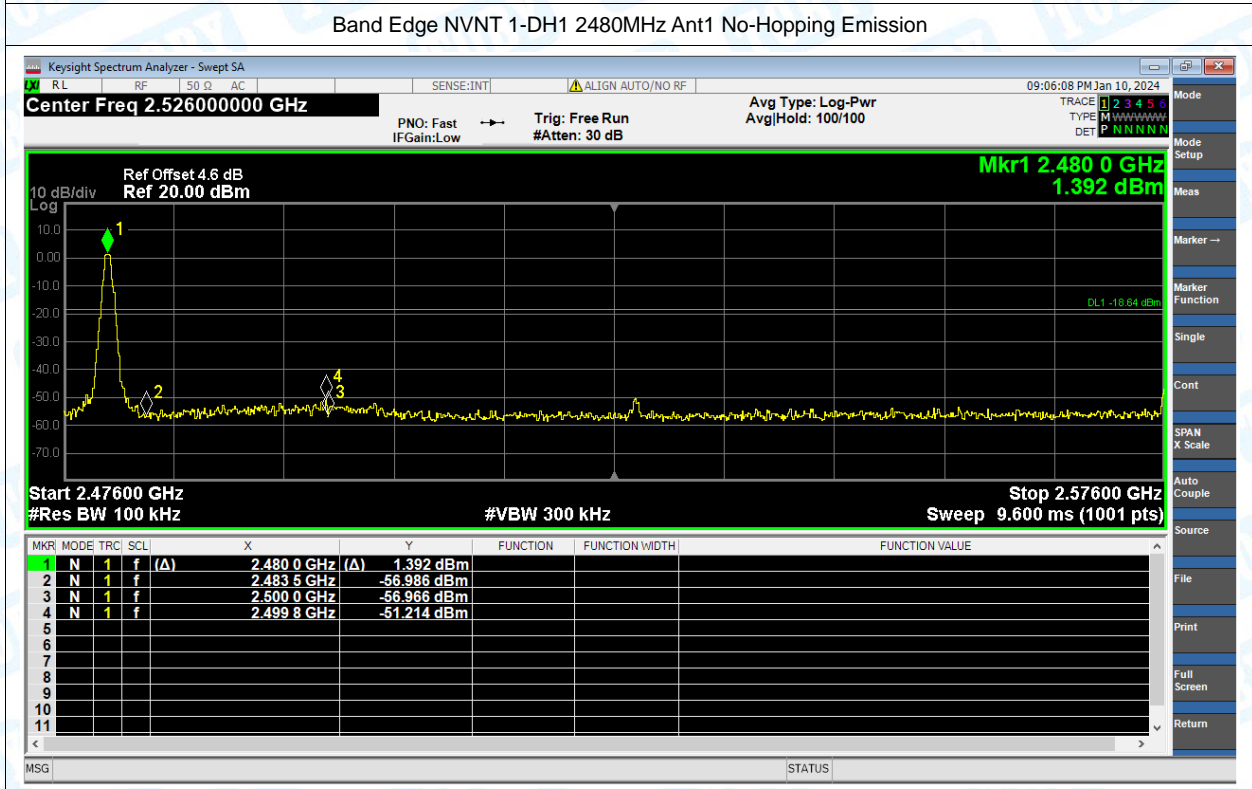 Band Edge NVNT 1-DH1 2480MHz Ant1 No-Hopping Emission
Keysight Spectrum Analyzer - Swept SA
LXI RL RF 50 Ω AC SENSE:INT ALIGN AUTO/NO RF 09:06:08 PM Jan 10, 2024
Center Freq 2.526000000 GHz
PNO: Fast
IFGain:Low
Trig: Free Run
#Atten: 30 dB
Avg Type: Log-Pwr
Avg|Hold: 100/100
TRACE 1 2 3 4 5 6
TYPE M WWWWW
DET P N N N N N
Mkr1 2.480 0 GHz
1.392 dBm
Ref Offset 4.6 dB
Ref 20.00 dBm
10 dB/div
Log
10.0
0.00
-10.0
-20.0
-30.0
-40.0
-50.0
-60.0
-70.0
1
2
4
3
DL1 -18.64 dBm
Start 2.47600 GHz
Stop 2.57600 GHz
#Res BW 100 kHz
#VBW 300 kHz
Sweep 9.600 ms (1001 pts)
MKR MODE TRC SCL X Y FUNCTION FUNCTION WIDTH FUNCTION VALUE
1 N 1 f (Δ) 2.480 0 GHz (Δ) 1.392 dBm
2 N 1 f 2.483 5 GHz -56.986 dBm
3 N 1 f 2.500 0 GHz -56.966 dBm
4 N 1 f 2.499 8 GHz -51.214 dBm
5
6
7
8
9
10
11
MSG STATUS
Mode
Mode Setup
Meas
Marker →
Marker Function
Single
Cont
SPAN X Scale
Auto Couple
Source
File
Print
Full Screen
Return